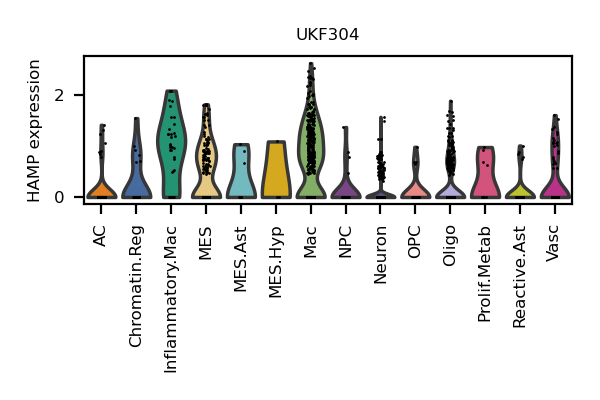 UKF304
HAMP expression
2
0
AC
Chromatin.Reg
Inflammatory.Mac
MES
MES.Ast
MES.Hyp
Mac
NPC
Neuron
OPC
Oligo
Prolif.Metab
Reactive.Ast
Vasc